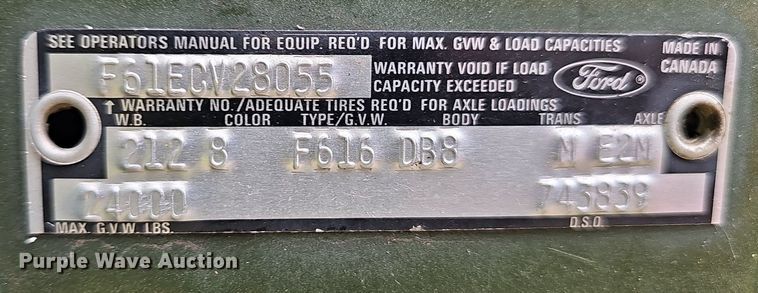 SEE OPERATORS MANUAL FOR EQUIP. REQ'D FOR MAX. GVW & LOAD CAPACITIES
MADE IN CANADA
F61ECV28055
WARRANTY VOID IF LOAD CAPACITY EXCEEDED
Ford ®
↑ WARRANTY NO./ADEQUATE TIRES REQ'D FOR AXLE LOADINGS
W.B. COLOR TYPE/G.V.W. BODY TRANS AXLE
212 8 F616 DB8 M E2M
24000 743839
MAX. G.V.W. LBS. D.S.O.
Purple Wave Auction